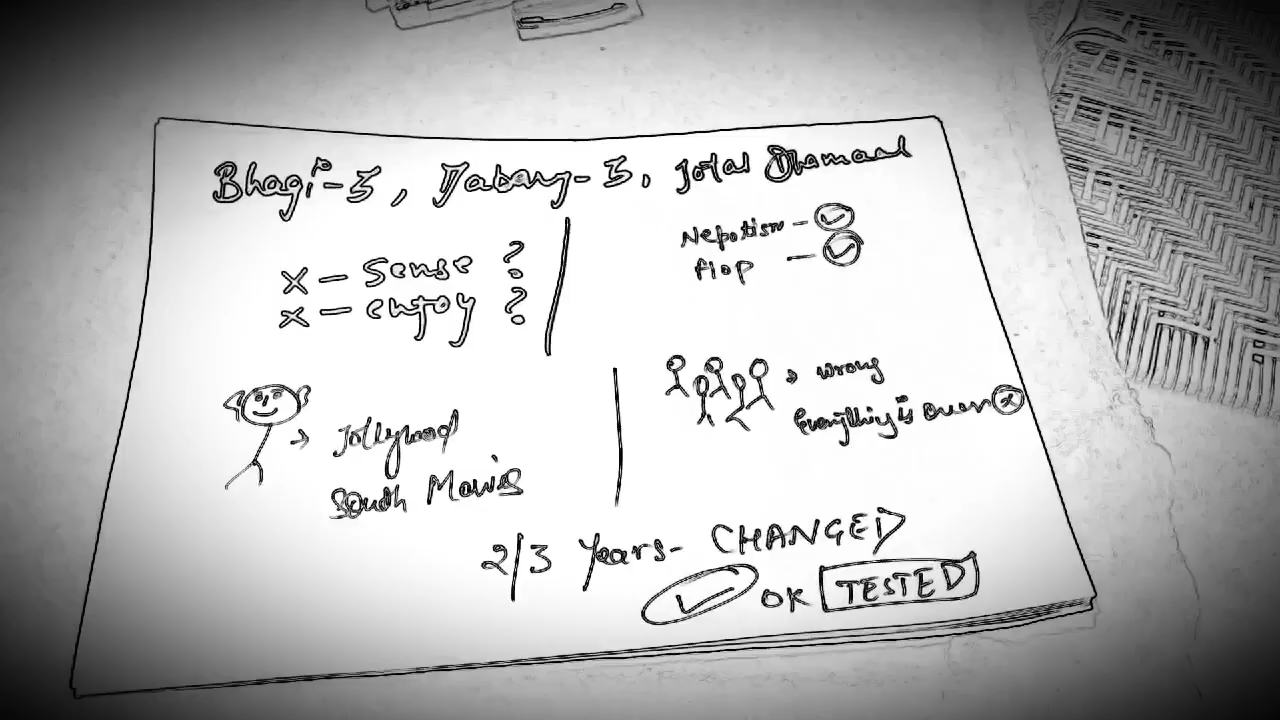 Bhagi-3, Dabang-3, Total Dhamaal
Nepotism - ✓
flop - ✓
x - Sense ?
x - enjoy ?
→ wrong
Everything is over x
→ Tollywood
South Movies
2/3 Years- CHANGED
✓ OK TESTED